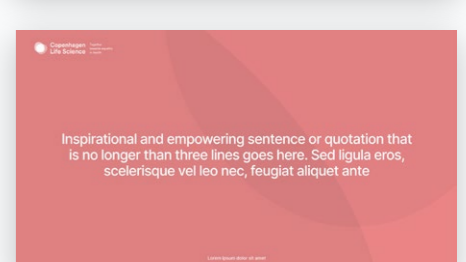 Copenhagen
Life Science
Inspirational and empowering sentence or quotation that
is no longer than three lines goes here. Sed ligula eros,
scelerisque vel leo nec, feugiat aliquet ante
Lorem ipsum dolor sit amet